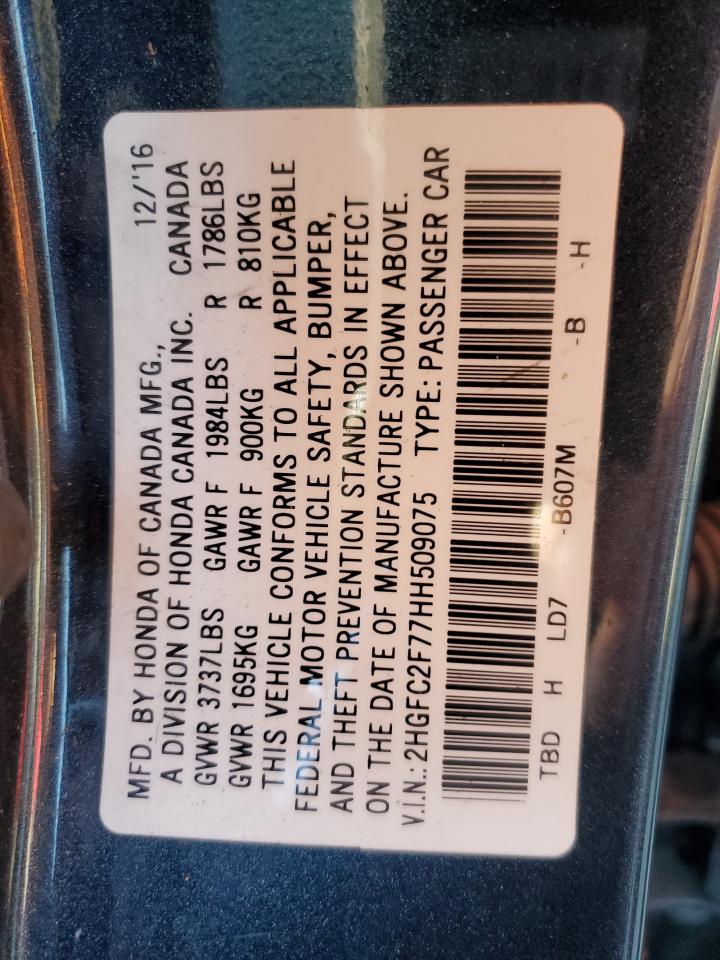 MFD. BY HONDA OF CANADA MFG., 12/'16
A DIVISION OF HONDA CANADA INC. CANADA
GVWR 3737LBS GAWR F 1984LBS R 1786LBS
GVWR 1695KG GAWR F 900KG R 810KG
THIS VEHICLE CONFORMS TO ALL APPLICABLE
FEDERAL MOTOR VEHICLE SAFETY, BUMPER,
AND THEFT PREVENTION STANDARDS IN EFFECT
ON THE DATE OF MANUFACTURE SHOWN ABOVE.
V.I.N.: 2HGFC2F77HH509075 TYPE: PASSENGER CAR
TBD H LD7 -B607M -B -H